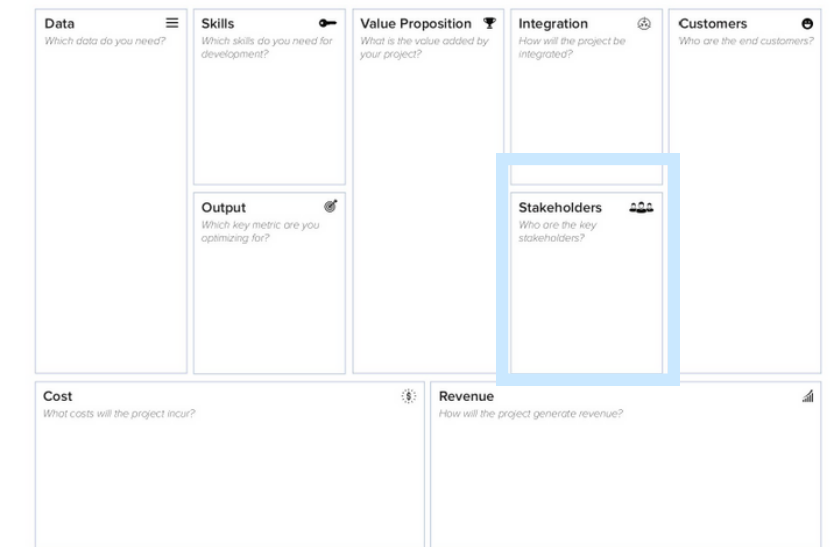 Data
Which data do you need?
Skills
Which skills do you need for
development?
Value Proposition
What is the value added by
your project?
Integration
How will the project be
integrated?
Customers
Who are the end customers?
Output
Which key metric are you
optimizing for?
Stakeholders
Who are the key
stakeholders?
Cost
What costs will the project incur?
Revenue
How will the project generate revenue?